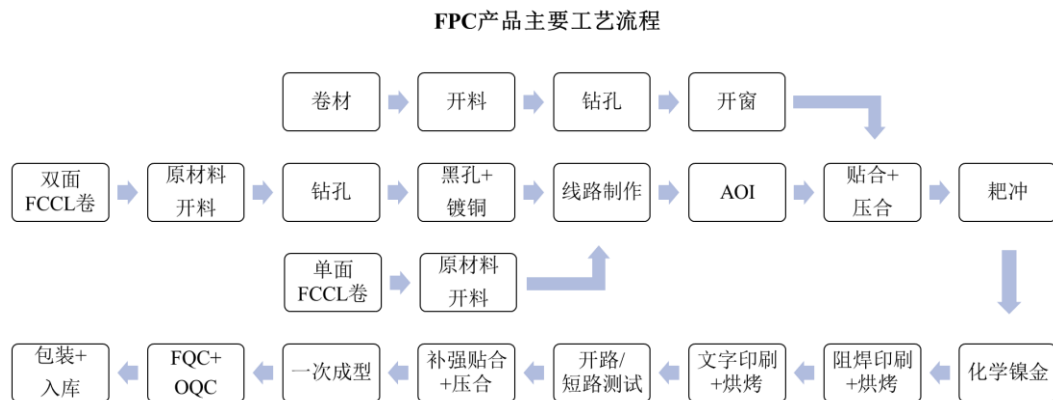 FPC产品主要工艺流程
卷材
开料
钻孔
开窗
双面
FCCL卷
原材料
开料
钻孔
黑孔+
镀铜
线路制作
AOI
贴合+
压合
耙冲
单面
FCCL卷
原材料
开料
包装+
入库
FQC+
OQC
一次成型
补强贴合
+压合
开路/
短路测试
文字印刷
+烘烤
阻焊印刷
+烘烤
化学镍金